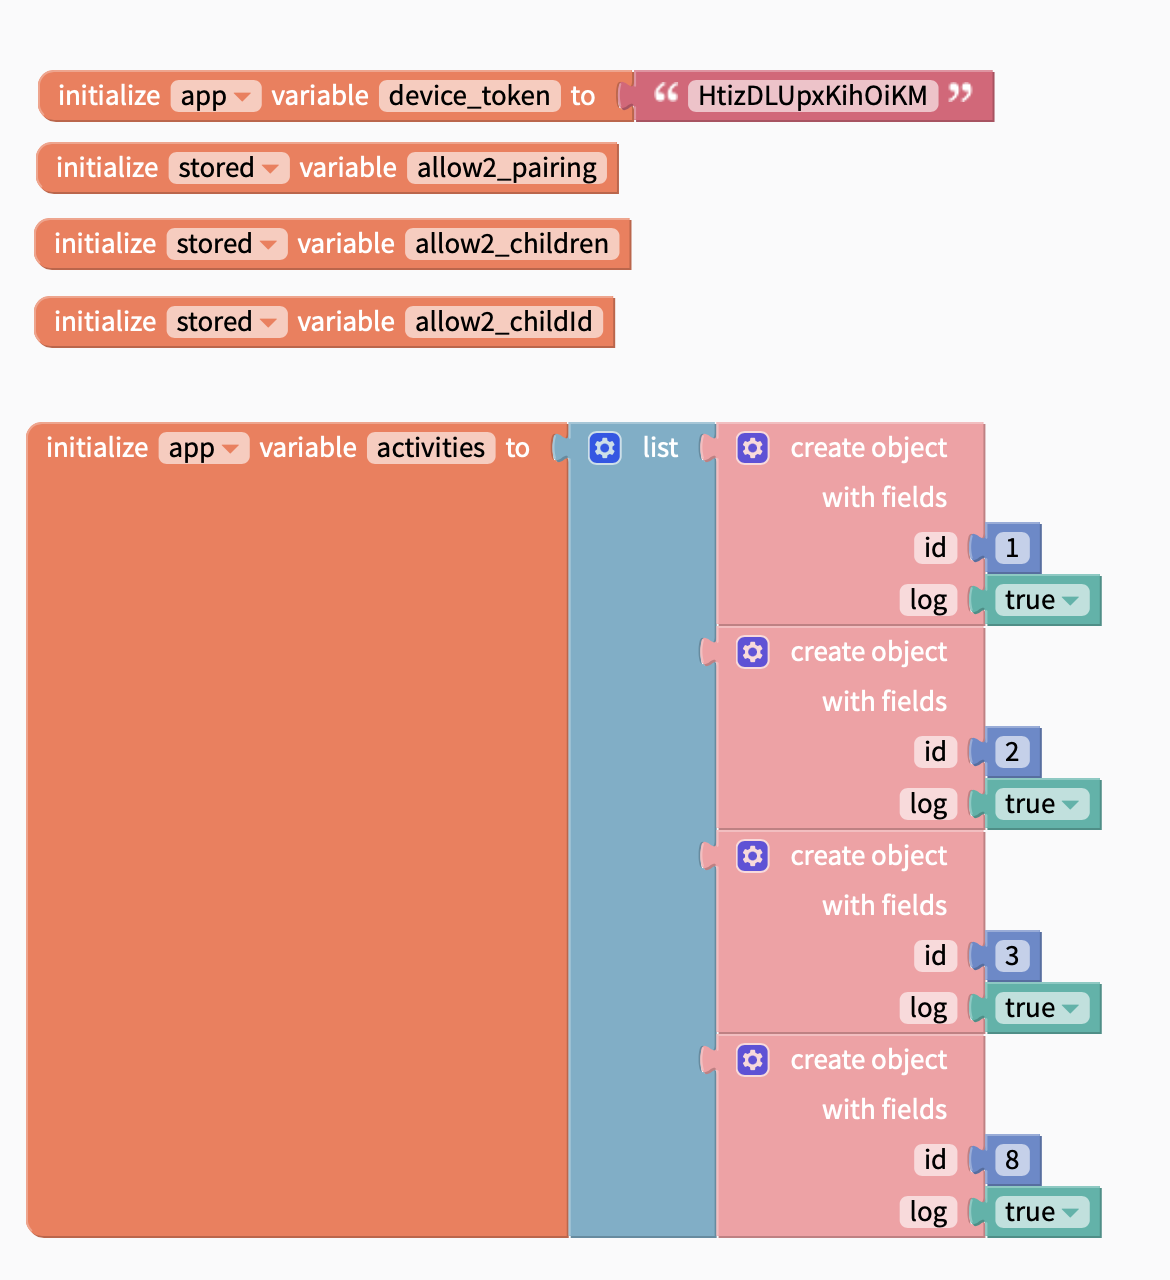 initialize app variable device_token to “ HtizDLUpxKihOiKM ”
initialize stored variable allow2_pairing
initialize stored variable allow2_children
initialize stored variable allow2_childId
initialize app variable activities to list create object
with fields
id 1
log true
create object
with fields
id 2
log true
create object
with fields
id 3
log true
create object
with fields
id 8
log true